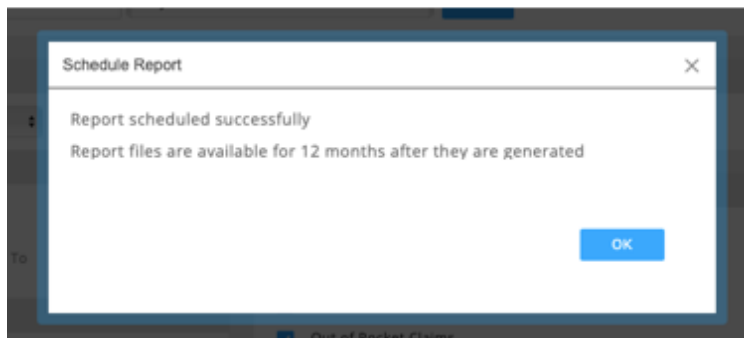 Schedule Report
Report scheduled successfully
Report files are available for 12 months after they are generated
OK
To
Out of Pocket Claims